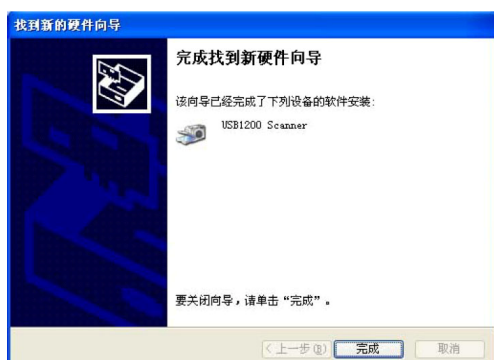 找到新的硬件向导
完成找到新硬件向导
该向导已经完成了下列设备的软件安装:
USB1200 Scanner
要关闭向导，请单击“完成”。
< 上一步(B)
完成
取消